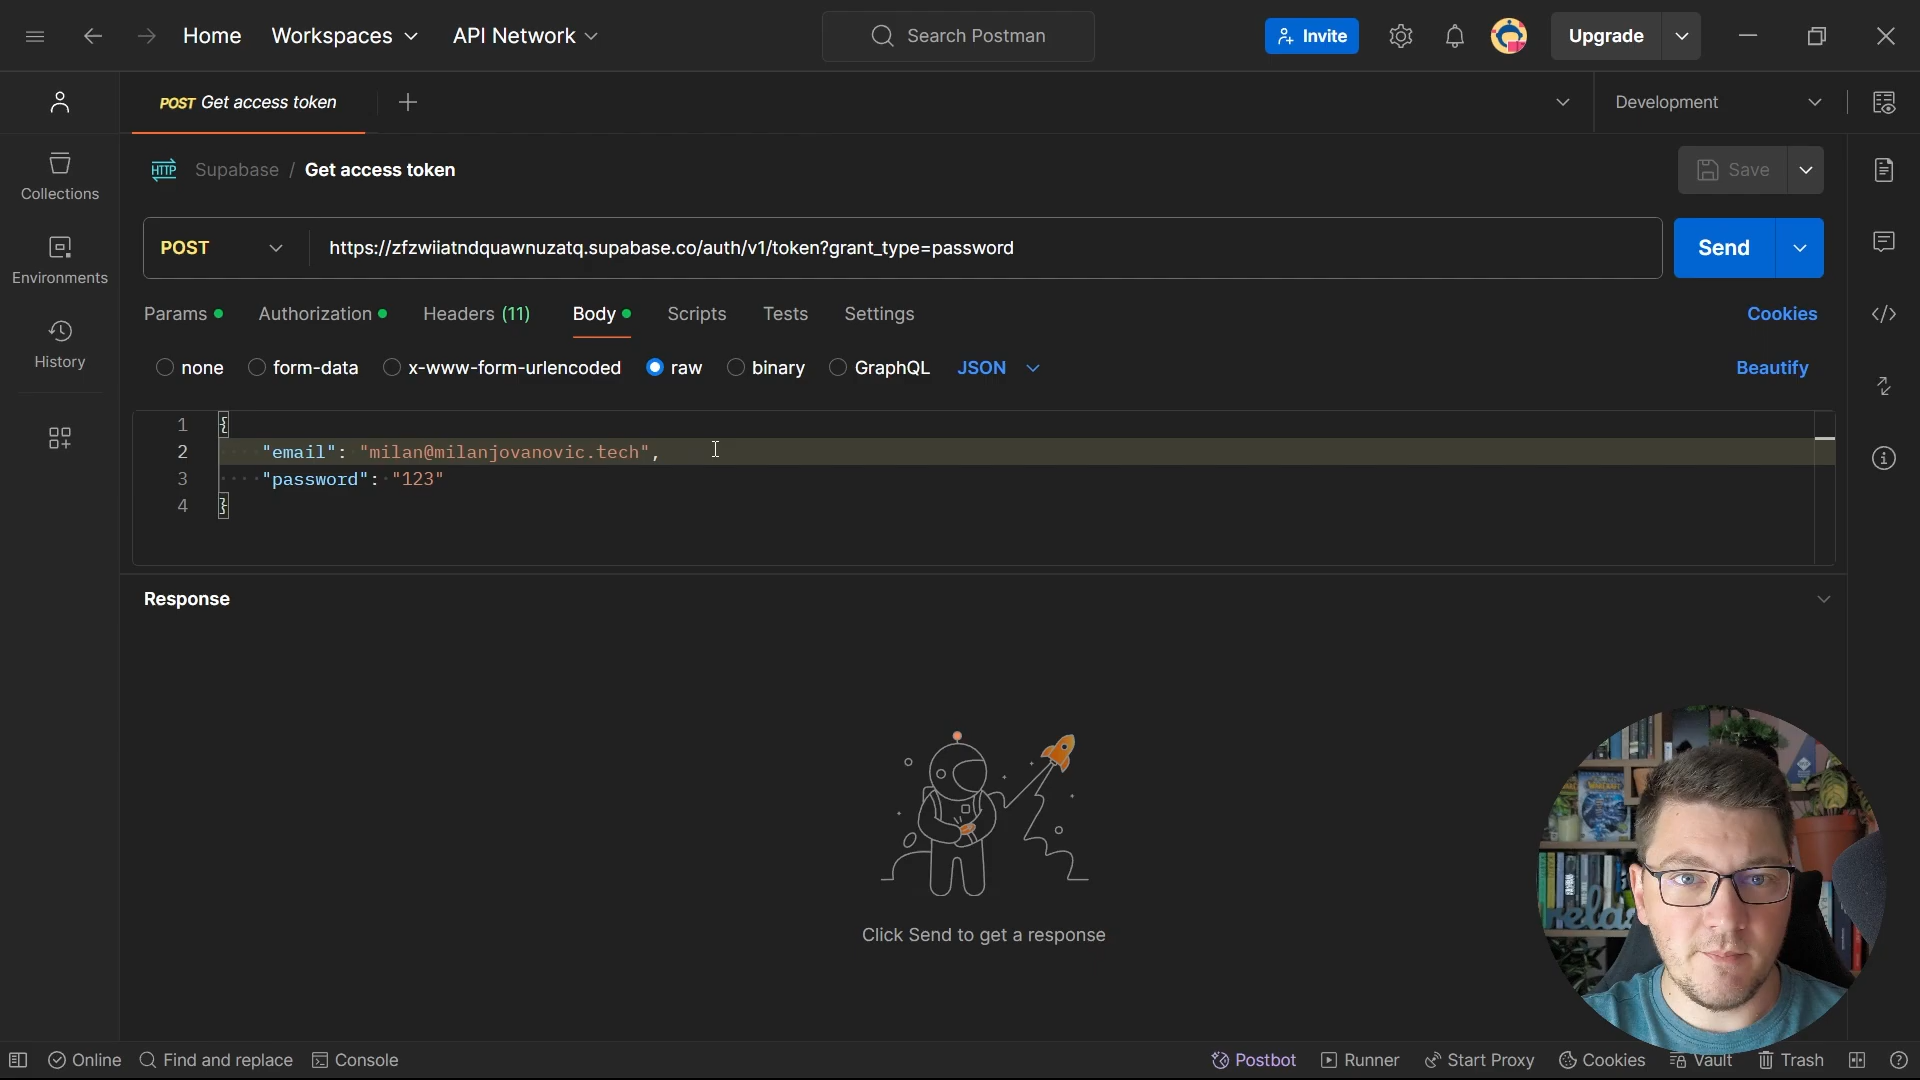 Home Workspaces API Network Search Postman Invite Upgrade
POST Get access token Development
HTTP Supabase / Get access token Save
POST https://zfzwiiatndquawnuzatq.supabase.co/auth/v1/token?grant_type=password Send
Params Authorization Headers (11) Body Scripts Tests Settings Cookies
none form-data x-www-form-urlencoded raw binary GraphQL JSON Beautify
Collections
Environments
History
1 {
2 "email": "milan@milanjovanovic.tech",
3 "password": "123"
4 }
Response
Click Send to get a response
Online Find and replace Console Postbot Runner Start Proxy Cookies Vault Trash